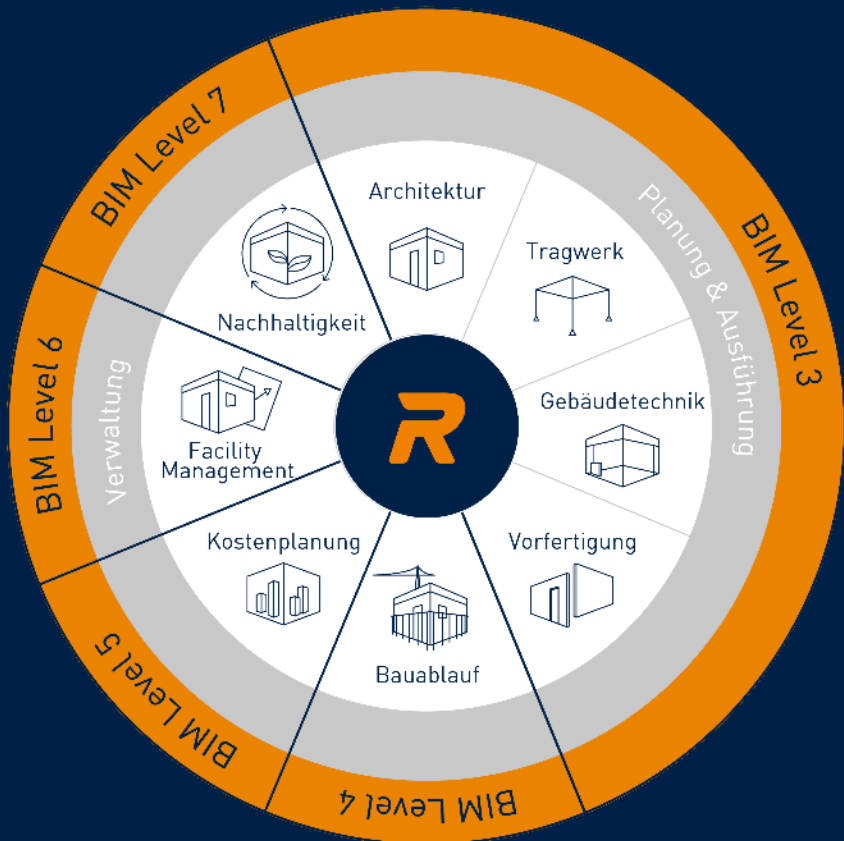 BIM Level 3
BIM Level 4
BIM Level 5
BIM Level 6
BIM Level 7
Planung & Ausführung
Verwaltung
Architektur
Tragwerk
Gebäudetechnik
Vorfertigung
Bauablauf
Kostenplanung
Facility
Management
Nachhaltigkeit
R